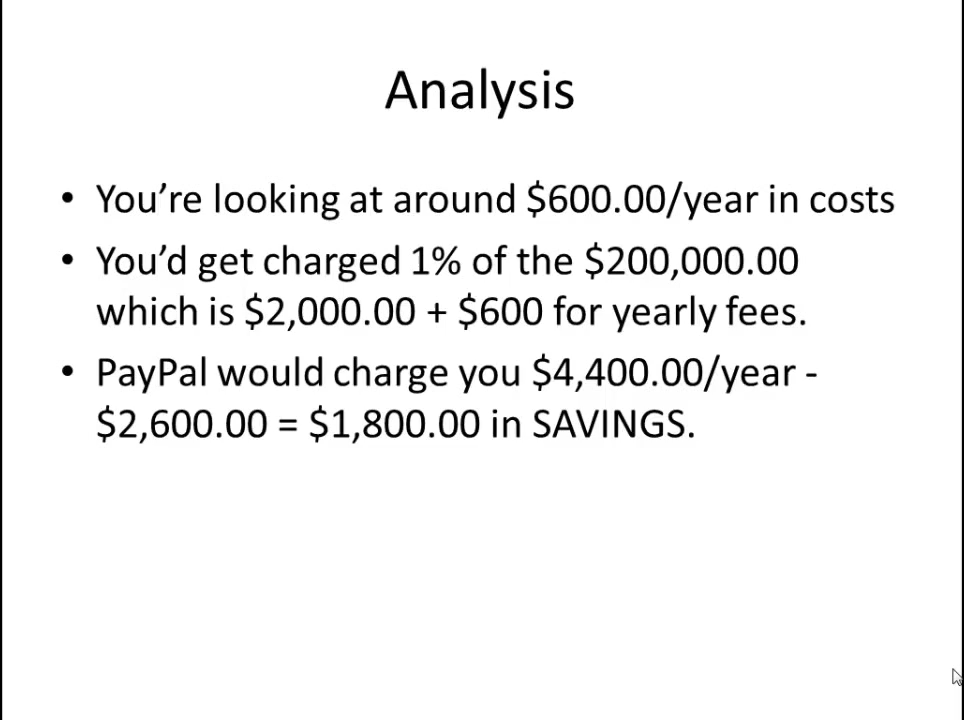 Analysis
• You’re looking at around $600.00/year in costs
• You’d get charged 1% of the $200,000.00
which is $2,000.00 + $600 for yearly fees.
• PayPal would charge you $4,400.00/year -
$2,600.00 = $1,800.00 in SAVINGS.